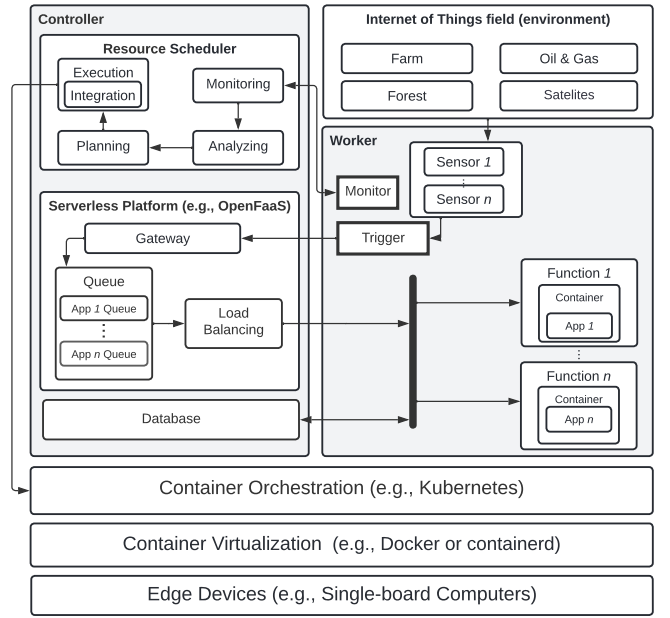 Controller
Resource Scheduler
Execution
Integration
Monitoring
Planning
Analyzing
Serverless Platform (e.g., OpenFaaS)
Gateway
Queue
App 1 Queue
App n Queue
Load
Balancing
Database
Internet of Things field (environment)
Farm
Oil & Gas
Forest
Satelites
Worker
Sensor 1
Sensor n
Monitor
Trigger
Function 1
Container
App 1
Function n
Container
App n
Container Orchestration (e.g., Kubernetes)
Container Virtualization (e.g., Docker or containerd)
Edge Devices (e.g., Single-board Computers)